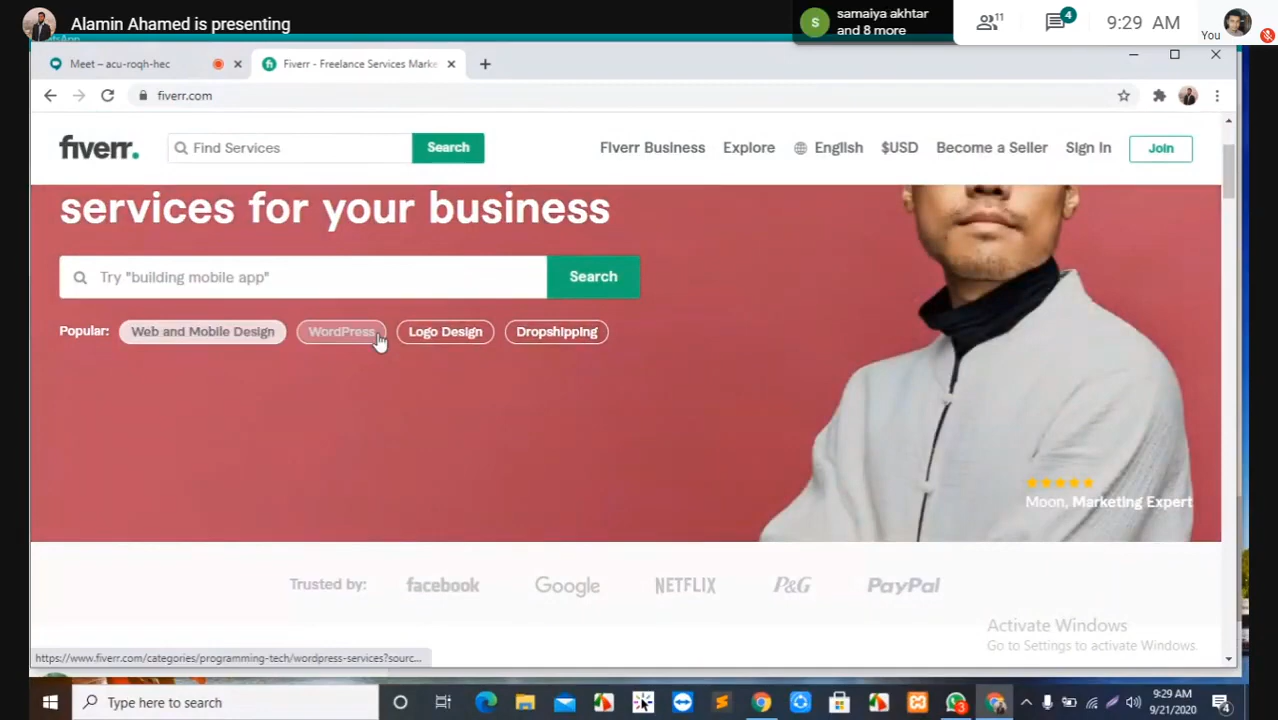 Alamin Ahamed is presenting
S
samaiya akhtar
and 8 more
11
4
9:29 AM
You
Meet – acu-roqh-hec
Fiverr - Freelance Services Marke
fiverr.com
fiverr.
Find Services
Search
Fiverr Business
Explore
English
$USD
Become a Seller
Sign In
Join
services for your business
Try "building mobile app"
Search
Popular:
Web and Mobile Design
WordPress
Logo Design
Dropshipping
Moon, Marketing Expert
Trusted by:
facebook
Google
NETFLIX
P&G
PayPal
Activate Windows
Go to Settings to activate Windows.
https://www.fiverr.com/categories/programming-tech/wordpress-services?sourc...
Type here to search
3
9:29 AM
9/21/2020
4